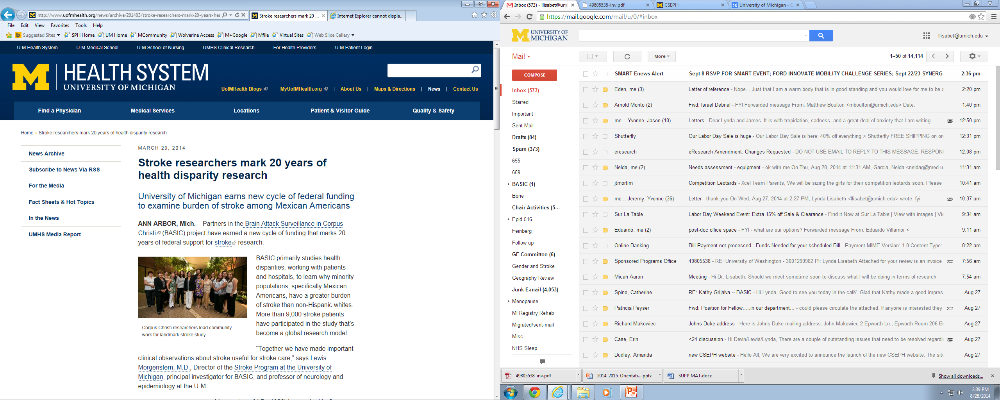 http://www.uofmhealth.org/news/archive/201403/stroke-researchers-mark-20-years-hea
Stroke researchers mark 20 ...
Internet Explorer cannot displa...
File Edit View Favorites Tools Help
Suggested Sites SPH Home UM Home MCommunity Wolverine Access M+Google Mfile Virtual Sites Web Slice Gallery
U-M Health System U-M Medical School U-M School of Nursing UMHS Clinical Research For Health Providers U-M Patient Login
M HEALTH SYSTEM
UNIVERSITY OF MICHIGAN
UofMHealth Blogs | MyUofMHealth.org | About Us | Maps & Directions | News | Contact Us
Find a Physician Medical Services Locations Patient & Visitor Guide Quality & Safety
Home » Stroke researchers mark 20 years of health disparity research
News Archive
Subscribe to News Via RSS
For the Media
Fact Sheets & Hot Topics
In the News
UMHS Media Report
MARCH 29, 2014
Stroke researchers mark 20 years of
health disparity research
University of Michigan earns new cycle of federal funding
to examine burden of stroke among Mexican Americans
ANN ARBOR, Mich. – Partners in the Brain Attack Surveillance in Corpus
Christi (BASIC) project have earned a new cycle of funding that marks 20
years of federal support for stroke research.
BASIC primarily studies health
disparities, working with patients
and hospitals, to learn why minority
populations, specifically Mexican
Americans, have a greater burden
of stroke than non-Hispanic whites.
More than 9,000 stroke patients
have participated in the study that’s
become a global research model.
Corpus Christi researchers lead community
work for landmark stroke study.
“Together we have made important
clinical observations about stroke useful for stroke care,” says Lewis
Morgenstern, M.D., Director of the Stroke Program at the University of
Michigan, principal investigator for BASIC, and professor of neurology and
epidemiology at the U-M.
Inbox (573) - llisabet@umi
49805538-inv.pdf
CSEPH
28 University of Michigan - C
https://mail.google.com/mail/u/0/#inbox
M UNIVERSITY OF
MICHIGAN
llisabet@umich.edu
Mail More 1–50 of 14,114
COMPOSE
Inbox (573)
Starred
Important
Sent Mail
Drafts (84)
Spam (373)
655
659
BASIC (1)
Bone
Chair Activities (5...
Epid 516
Feinberg
Follow up
GE Committee (6)
Gender and Stroke
Geography Review
Junk E-mail (4,053)
Menopause
MI Registry Rehab
Migrated/sent-mail
Misc
NHS Sleep
SMART Enews Alert Sept 8 RSVP FOR SMART EVENT; FORD INNOVATE MOBILITY CHALLENGE SERIES; Sept 22/23 SYNERG. 2:36 pm
Eden, me (3) Letter of reference - Nope... Just that I am a warm body that is in good standing and you would love for me to be a 2:20 pm
Arnold Monto (2) Fwd: Israel Debrief - FYI Forwarded message From: Matthew Boulton <mboulton@umich.edu> Date: 1:40 pm
me .. Yvonne, Jason (10) Letters - Dear Lynda and James- It is with trepidation, sadness, and a great deal of anxiety that I am writing 12:50 pm
Shutterfly Our Labor Day Sale is huge - Our Labor Day Sale is here: 40% off everything > Shutterfly FREE SHIPPING on ore 12:31 pm
eresearch eResearch Amendment: Changes Requested - DO NOT USE EMAIL TO REPLY TO THIS MESSAGE. RESPONI 12:08 pm
Nelda, me (2) Needs assessment - equipment - ok with me On Thu, Aug 28, 2014 at 11:31 AM, Garcia, Nelda <neldag@med.u 11:31 am
jtmortim Competition Leotards - Xcel Team Parents, We will be sizing the girls for their competition leotards soon. Please 10:41 am
me .. Jeremy, Yvonne (36) Letter - thank you On Wed, Aug 27, 2014 at 2:27 PM, Lynda Lisabeth <llisabet@umich.edu> wrote: fyi 10:37 am
Sur La Table Labor Day Weekend Event: Extra 15% off Sale & Clearance - Find it Now at Sur La Table | View with images | Vie 9:34 am
Eduardo, me (2) post-doc office space - FYI - what are our options? Forwarded message From: Eduardo Villamor < 9:11 am
Online Banking Bill Payment not processed - Funds Needed for your scheduled Bill - Payment MIME-Version: 1.0 Content-Type: 8:22 am
Sponsored Programs Office 49805538 - RE: University of Washington - 3001290982 PI: Lynda Lisabeth Attached for your review is an invoice 7:56 am
Micah Aaron Meeting - Hi Dr. Lisabeth, Should we meet sometime soon to discuss what I will be doing in terms of research 7:54 am
Spino, Catherine RE: Kathy Grijalva -- BASIC - Hi Lynda, Good to see you today in the café'. Glad that Kathy made a good impres Aug 27
Patricia Peyser Fwd: Position for Fellow.....in our department... - could please circulate the attached. If anyone is interested they Aug 27
Richard Makowiec Johns Duke address - Here is Johns Duke mailing address: John Makowiec 2 Epworth Ln., Epworth Room 206 Be Aug 27
Case, Erin <24 discussion - Hi Devin/Lewis/Lynda, There are a couple of outstanding issues that need to be resolved regardi Aug 27
Dudley, Amanda new CSEPH website - Hello All, We are very excited to announce the launch of the new CSEPH website. The site Aug 27
49805538-inv.pdf 2014-2015_Orientati....pptx SUPP MAT.docx Show all downloads...
2:39 PM
8/28/2014